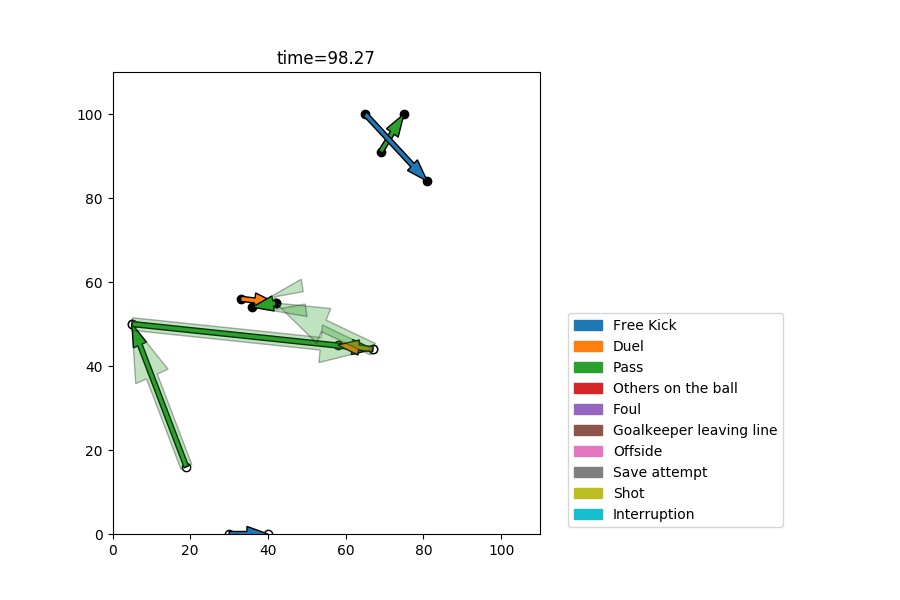 time=98.27
100
80
60
40
20
0
0 20 40 60 80 100
Free Kick
Duel
Pass
Others on the ball
Foul
Goalkeeper leaving line
Offside
Save attempt
Shot
Interruption